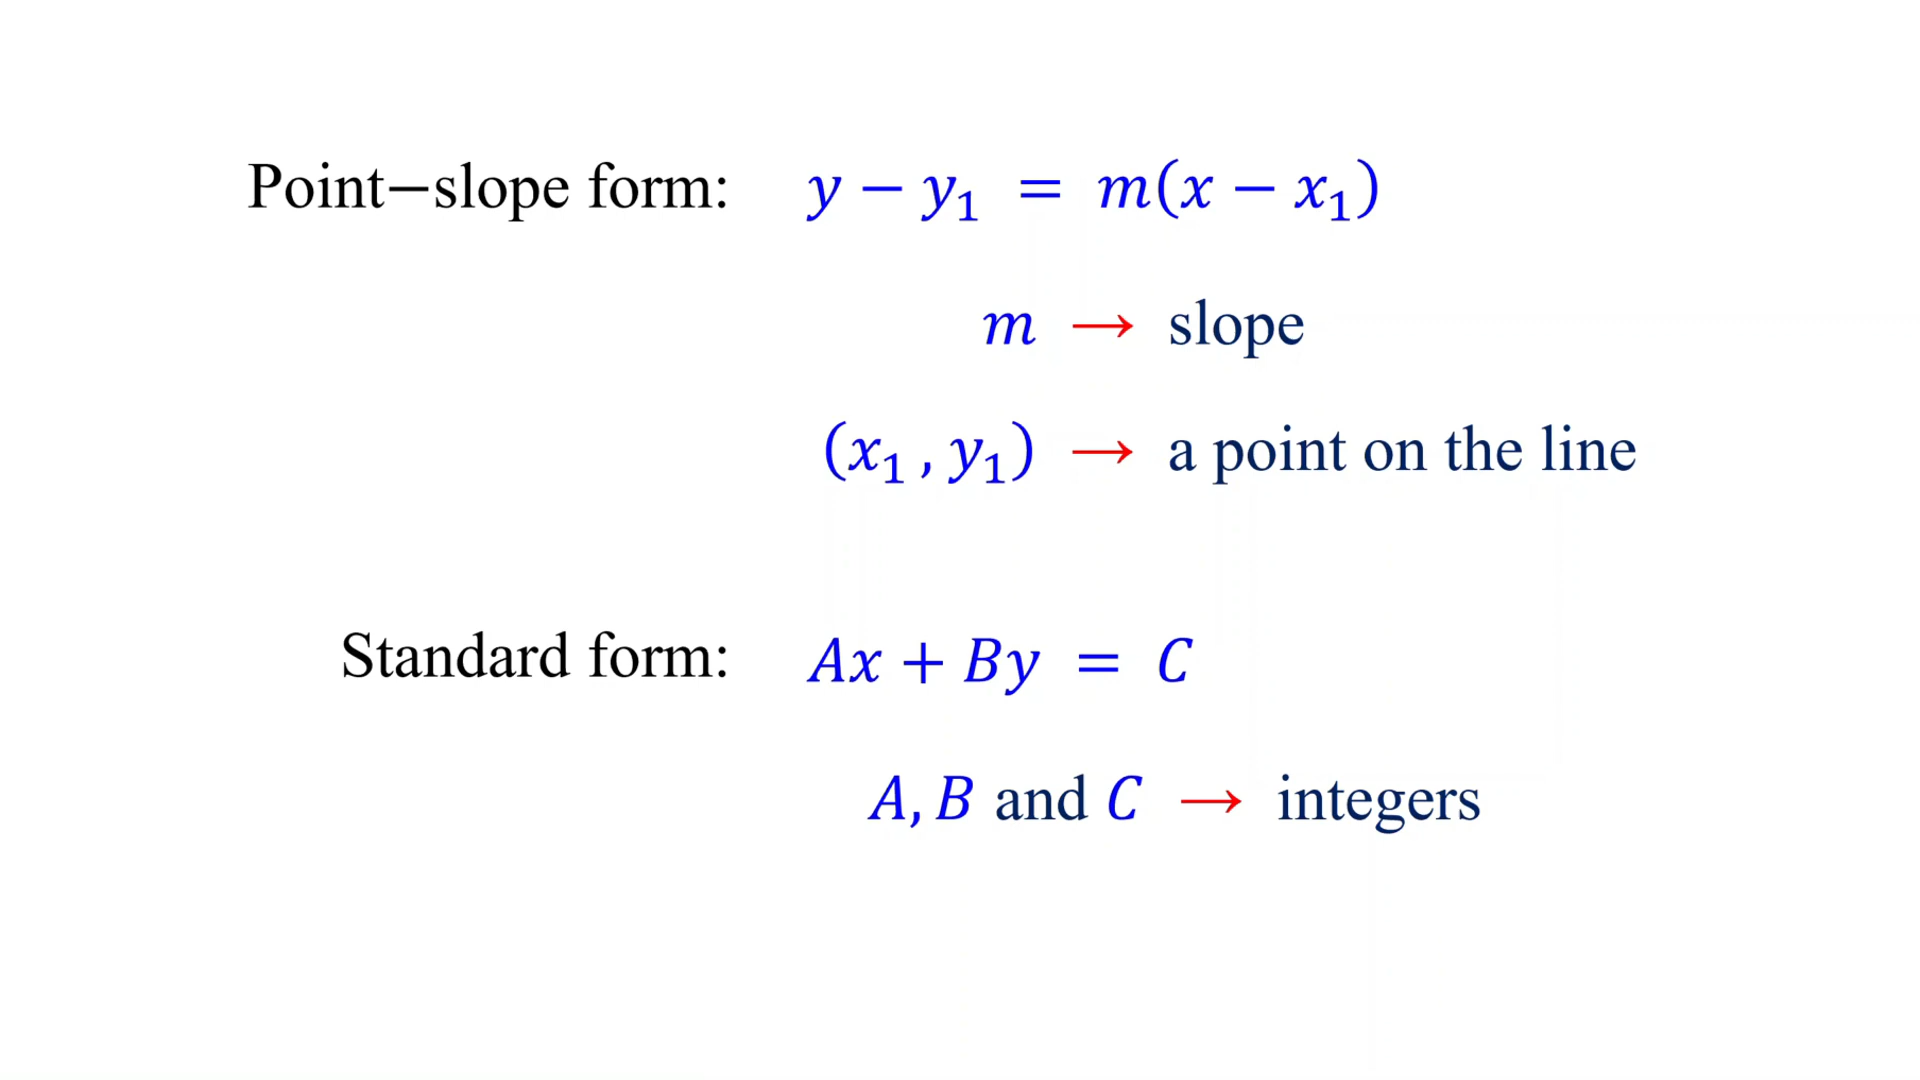 Point−slope form: y − y₁ = m(x − x₁)
m → slope
(x₁ , y₁) → a point on the line
Standard form: Ax + By = C
A, B and C → integers